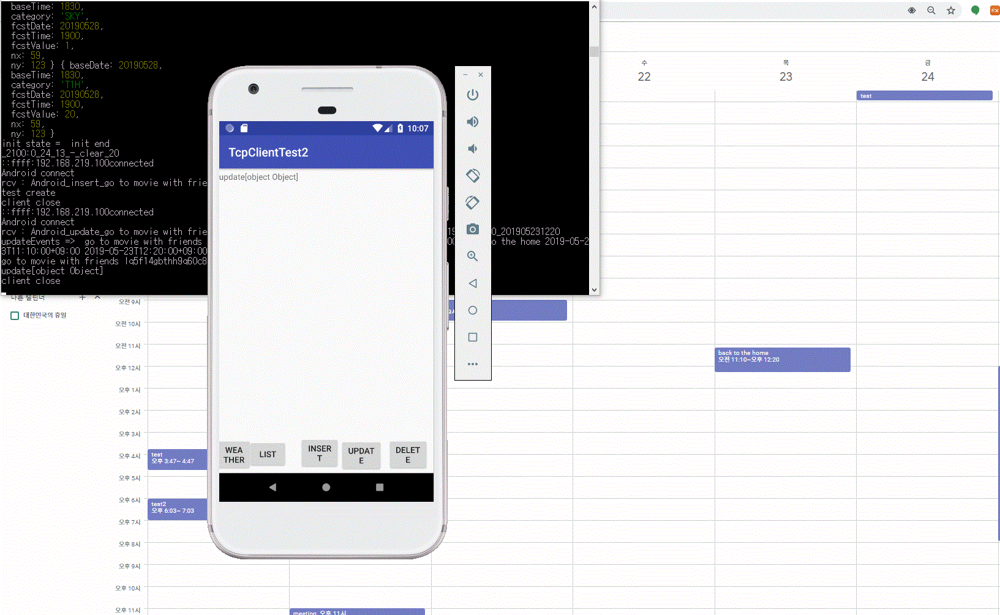 baseTime: 1830,
category: 'SKY',
fcstDate: 20190528,
fcstTime: 1900,
fcstValue: 1,
nx: 59,
ny: 123 } { baseDate: 20190528,
baseTime: 1830,
category: 'T1H',
fcstDate: 20190528,
fcstTime: 1900,
fcstValue: 20,
nx: 59,
ny: 123 }
init state =  init end
_2100:0_24_13_-_clear_20
::ffff:192.168.219.100connected
Android connect
rcv : Android_insert_go to movie with frie
test create
client close
::ffff:192.168.219.100connected
Android connect
rcv : Android_update_go to movie with frie
0_201905231220
updateEvents =>  go to movie with friends
o the home 2019-05-2
3T11:10:00+09:00 2019-05-23T12:20:00+09:00
go to movie with friends lq5f14gbthh9q60c8
update[object Object]
client close
10:07
TcpClientTest2
update[object Object]
WEA
THER
LIST
INSER
T
UPDAT
E
DELET
E
수
22
목
23
금
24
test
다른 캘린더
대한민국의 휴일
오전 9시
오전 10시
오전 11시
오후 12시
오후 1시
오후 2시
오후 3시
오후 4시
오후 5시
오후 6시
오후 7시
오후 8시
오후 9시
오후 10시
오후 11시
back to the home
오전 11:10~오후 12:20
test
오후 3:47~ 4:47
test2
오후 6:03~ 7:03
meeting, 오후 11시